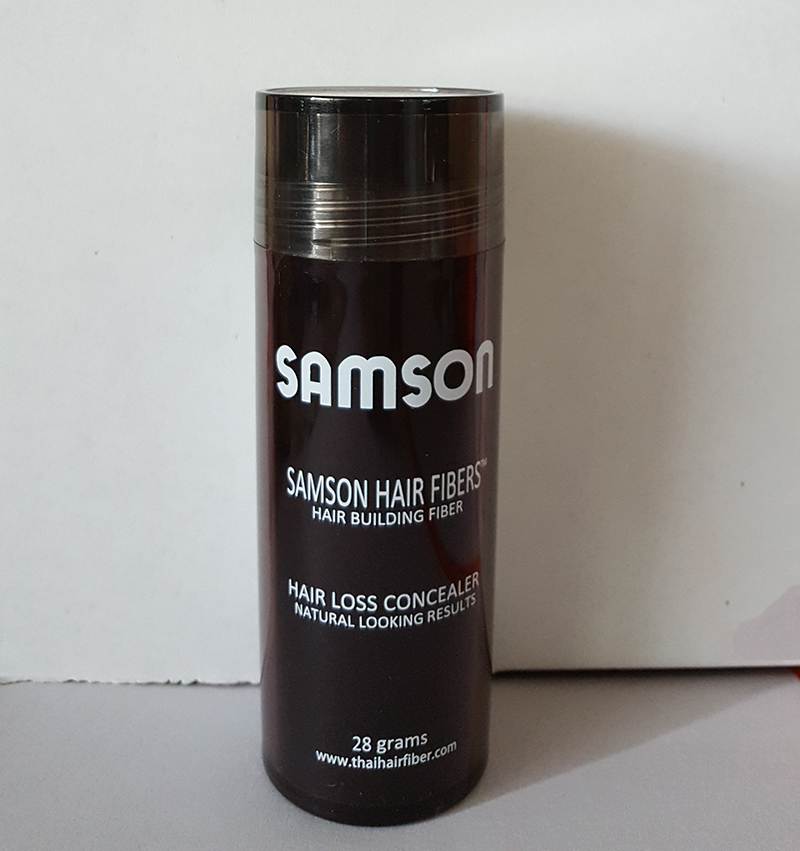 SAMSON
SAMSON HAIR FIBERS™
HAIR BUILDING FIBER
HAIR LOSS CONCEALER
NATURAL LOOKING RESULTS
28 grams
www.thaihairfiber.com